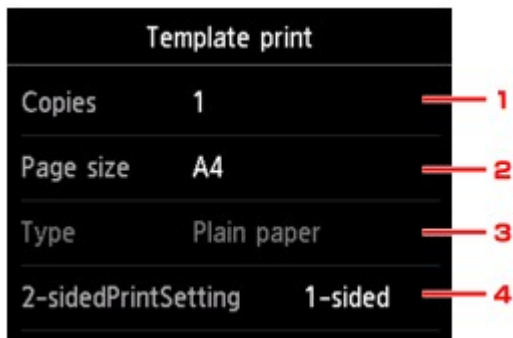 Template print
Copies 1 1
Page size A4 2
Type Plain paper 3
2-sidedPrintSetting 1-sided 4